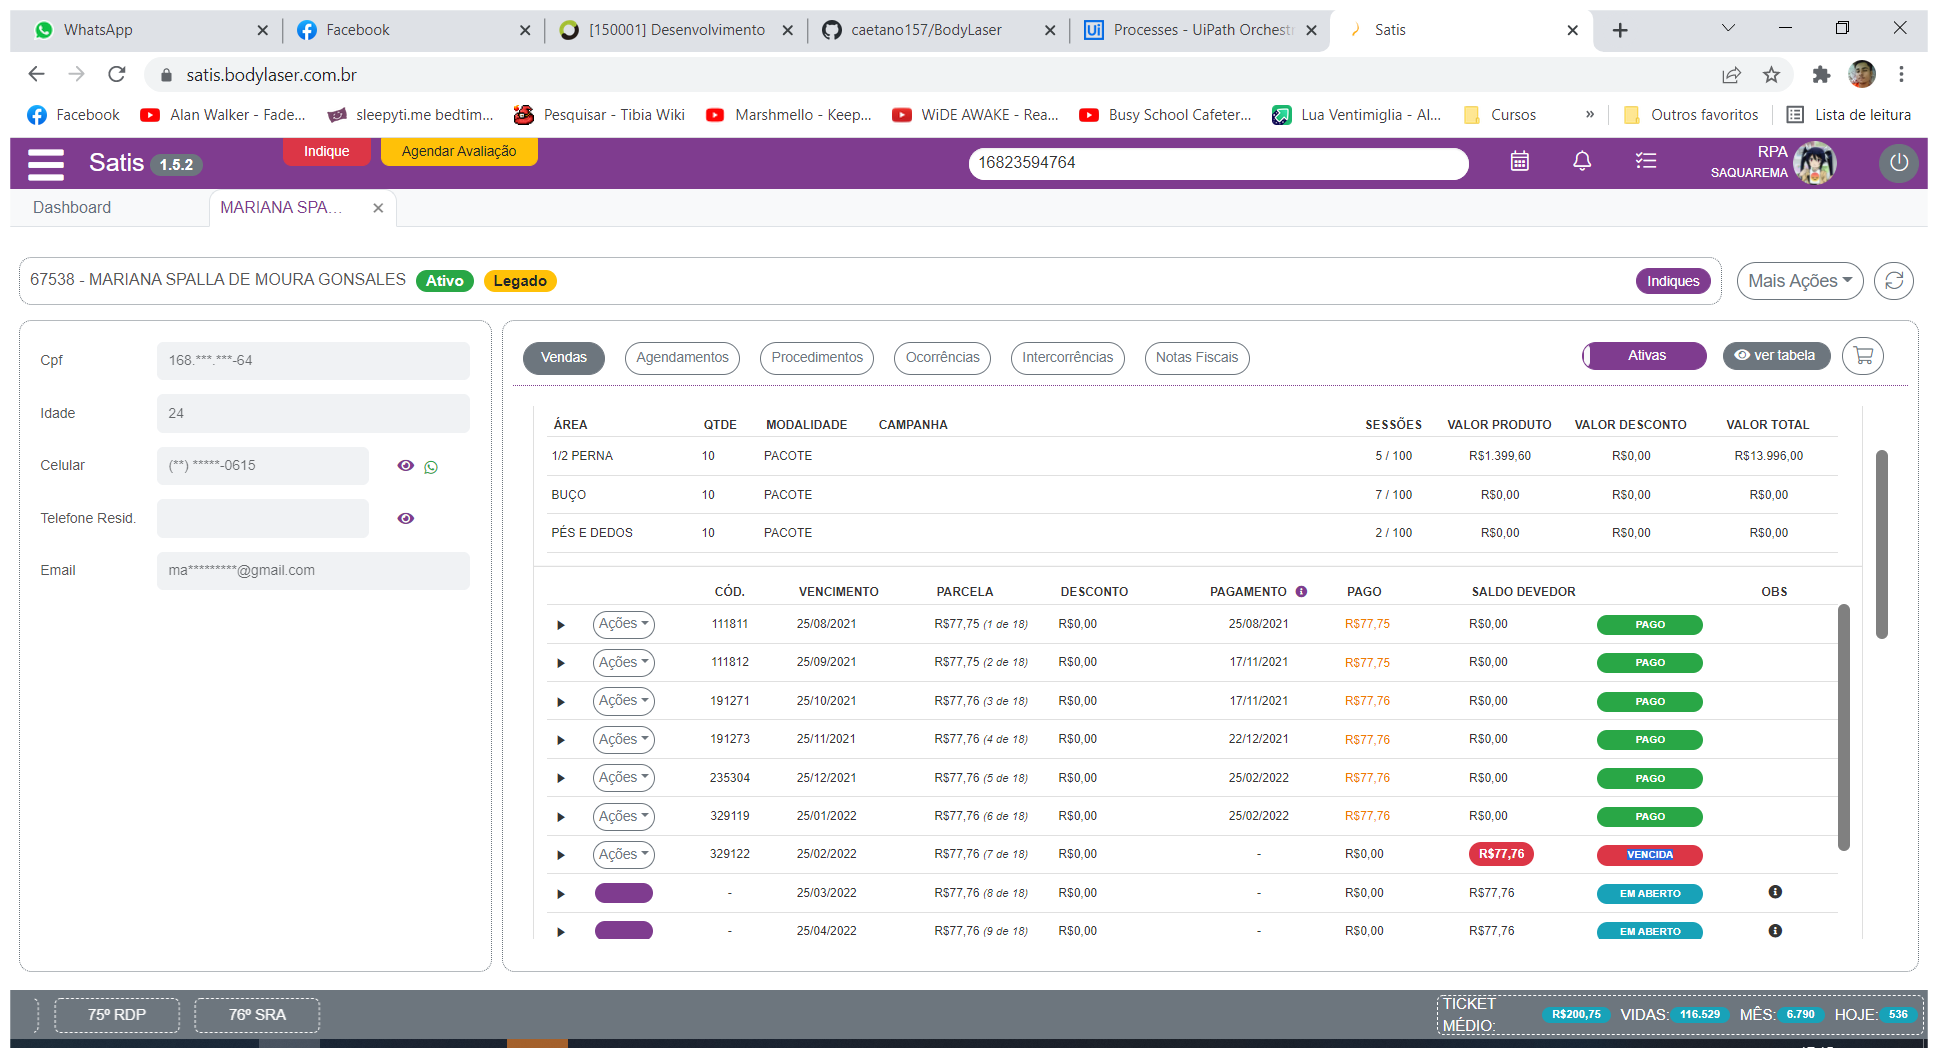 WhatsApp
Facebook
[150001] Desenvolvimento
caetano157/BodyLaser
Processes - UiPath Orchestr
Satis
satis.bodylaser.com.br
Facebook
Alan Walker - Fade...
sleepyti.me bedtim...
Pesquisar - Tibia Wiki
Marshmello - Keep...
WiDE AWAKE - Rea...
Busy School Cafeter...
Lua Ventimiglia - Al...
Cursos
»
Outros favoritos
Lista de leitura
Satis 1.5.2
Indique
Agendar Avaliação
16823594764
RPA
SAQUAREMA
Dashboard
MARIANA SPA...
67538 - MARIANA SPALLA DE MOURA GONSALES Ativo Legado
Indiques
Mais Ações
Cpf 168.***.***-64
Idade 24
Celular (**) *****-0615
Telefone Resid.
Email ma*********@gmail.com
Vendas Agendamentos Procedimentos Ocorrências Intercorrências Notas Fiscais
Ativas ver tabela
ÁREA QTDE MODALIDADE CAMPANHA SESSÕES VALOR PRODUTO VALOR DESCONTO VALOR TOTAL
1/2 PERNA 10 PACOTE 5 / 100 R$1.399,60 R$0,00 R$13.996,00
BUÇO 10 PACOTE 7 / 100 R$0,00 R$0,00 R$0,00
PÉS E DEDOS 10 PACOTE 2 / 100 R$0,00 R$0,00 R$0,00
CÓD. VENCIMENTO PARCELA DESCONTO PAGAMENTO PAGO SALDO DEVEDOR OBS
Ações 111811 25/08/2021 R$77,75 (1 de 18) R$0,00 25/08/2021 R$77,75 R$0,00 PAGO
Ações 111812 25/09/2021 R$77,75 (2 de 18) R$0,00 17/11/2021 R$77,75 R$0,00 PAGO
Ações 191271 25/10/2021 R$77,76 (3 de 18) R$0,00 17/11/2021 R$77,76 R$0,00 PAGO
Ações 191273 25/11/2021 R$77,76 (4 de 18) R$0,00 22/12/2021 R$77,76 R$0,00 PAGO
Ações 235304 25/12/2021 R$77,76 (5 de 18) R$0,00 25/02/2022 R$77,76 R$0,00 PAGO
Ações 329119 25/01/2022 R$77,76 (6 de 18) R$0,00 25/02/2022 R$77,76 R$0,00 PAGO
Ações 329122 25/02/2022 R$77,76 (7 de 18) R$0,00 - R$0,00 R$77,76 VENCIDA
- 25/03/2022 R$77,76 (8 de 18) R$0,00 - R$0,00 R$77,76 EM ABERTO
- 25/04/2022 R$77,76 (9 de 18) R$0,00 - R$0,00 R$77,76 EM ABERTO
75º RDP
76º SRA
TICKET
MÉDIO: R$200,75 VIDAS: 116.529 MÊS: 6.790 HOJE: 536